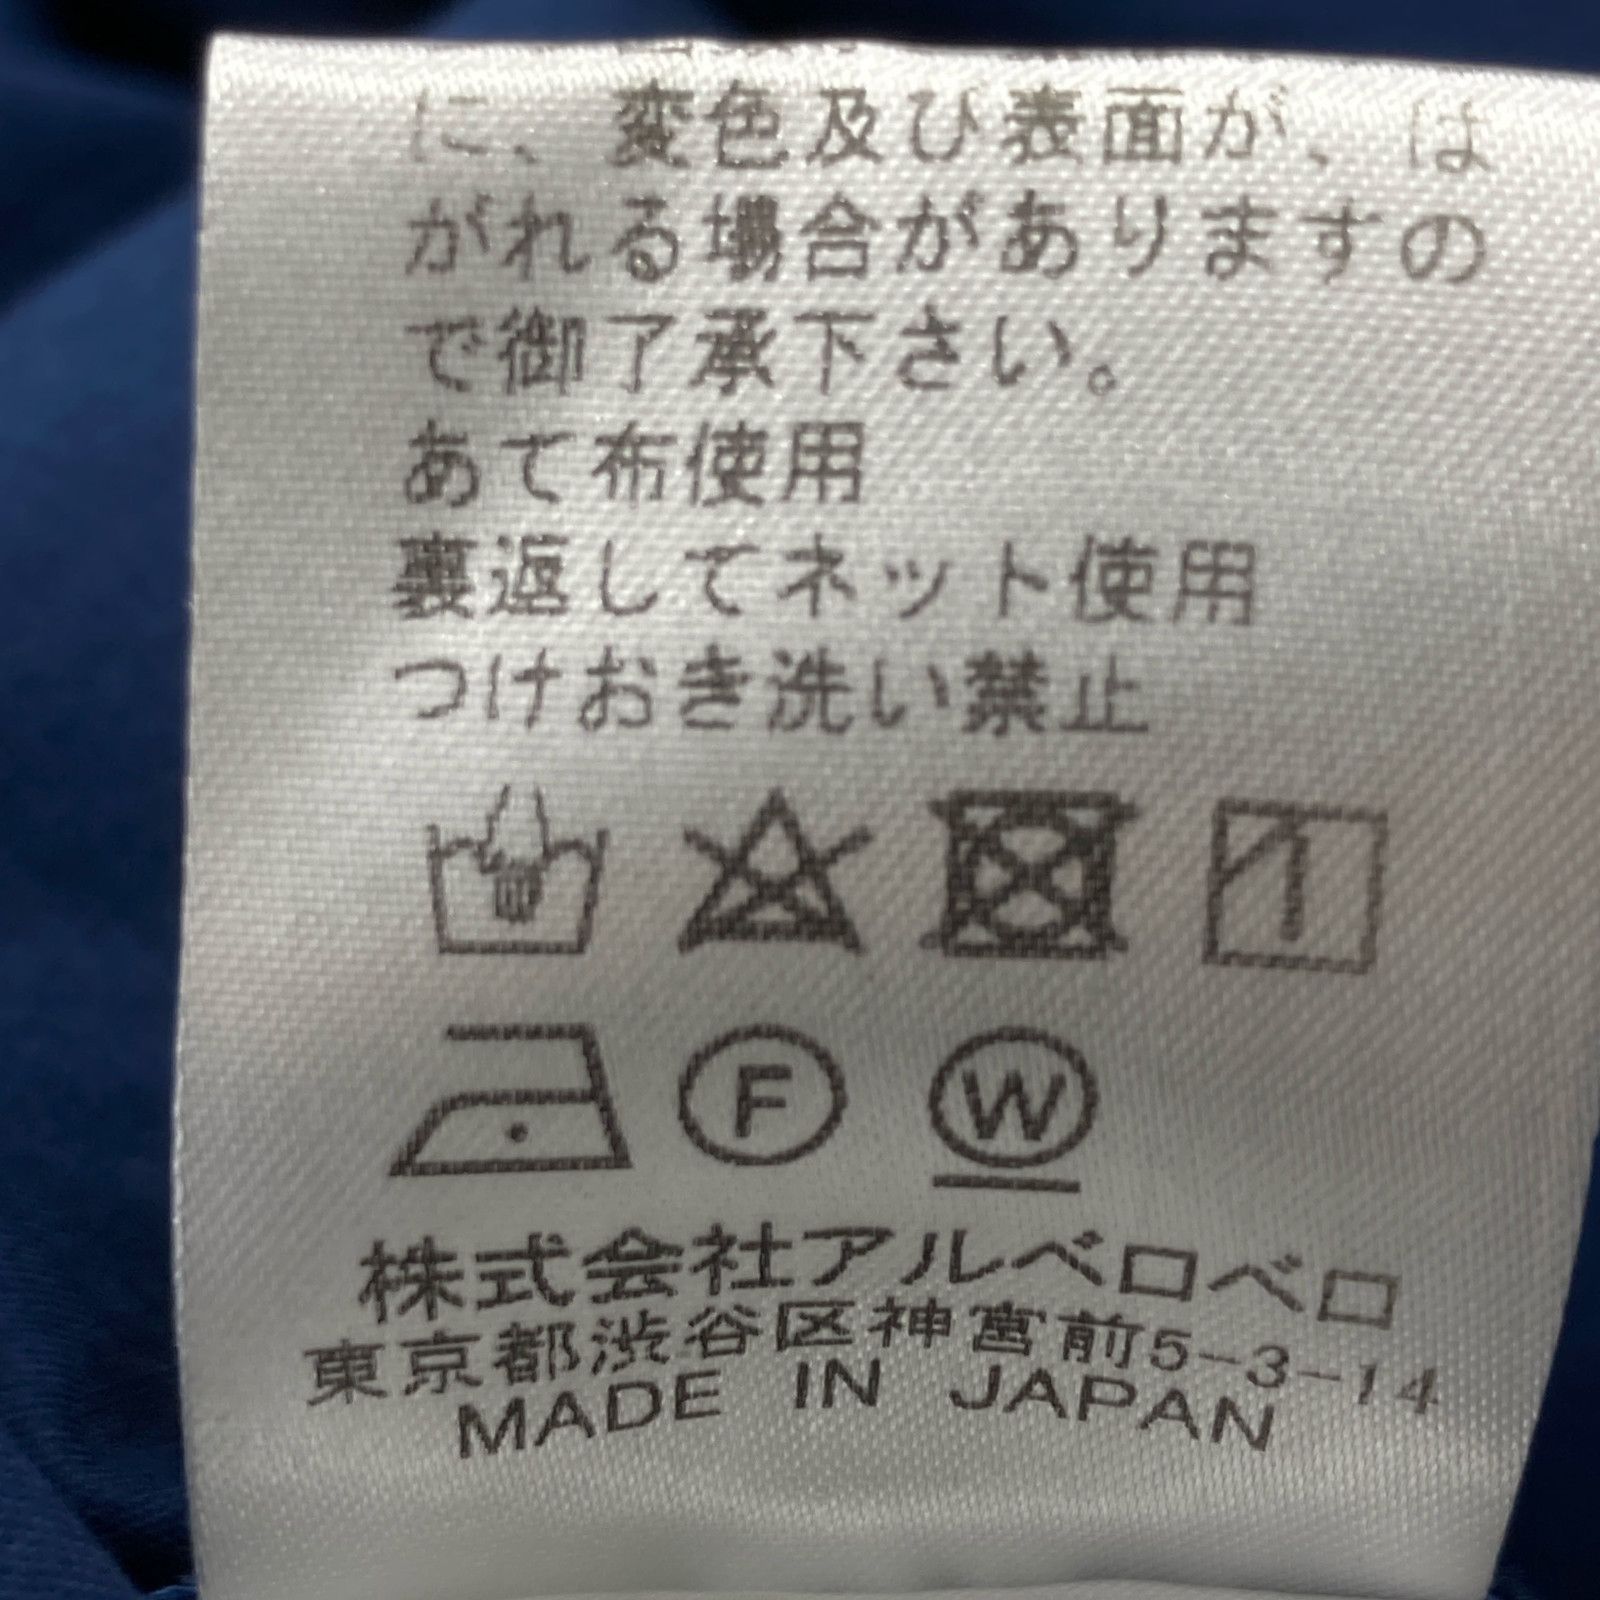 に、変色及び表面が、は
がれる場合がありますの
で御了承下さい。
あて布使用
裏返してネット使用
つけおき洗い禁止
F
W
株式会社アルベロベロ
東京都渋谷区神宮前5-3-14
MADE IN JAPAN